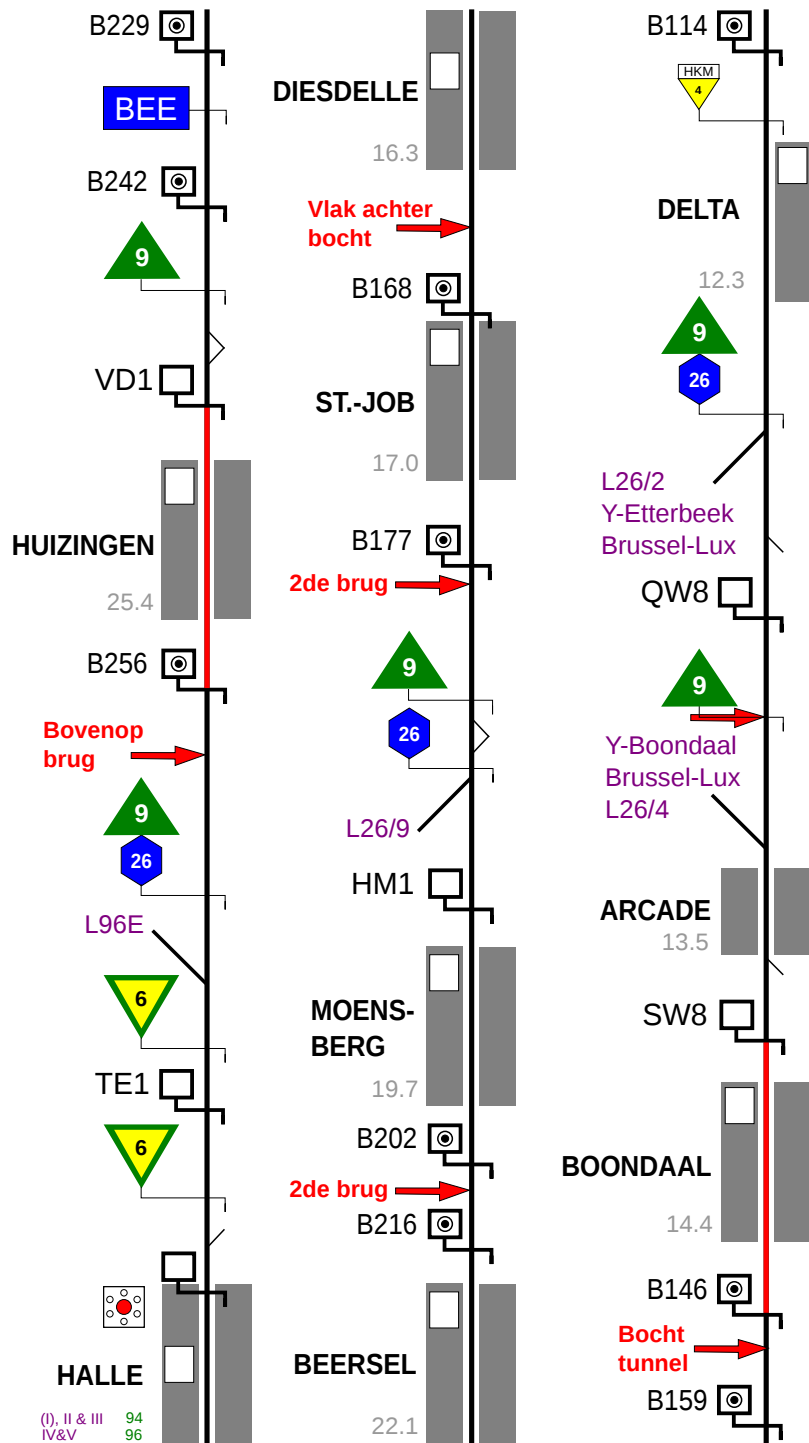 B229
BEE
B242
9
VD1
HUIZINGEN
25.4
B256
Bovenop
brug
9
26
L96E
6
TE1
6
HALLE
(I), II & III 94
IV&V 96
DIESDELLE
16.3
Vlak achter
bocht
B168
ST.-JOB
17.0
B177
2de brug
9
26
L26/9
HM1
MOENS-
BERG
19.7
B202
2de brug
B216
BEERSEL
22.1
B114
HKM
4
DELTA
12.3
9
26
L26/2
Y-Etterbeek
Brussel-Lux
QW8
9
Y-Boondaal
Brussel-Lux
L26/4
ARCADE
13.5
SW8
BOONDAAL
14.4
B146
Bocht
tunnel
B159